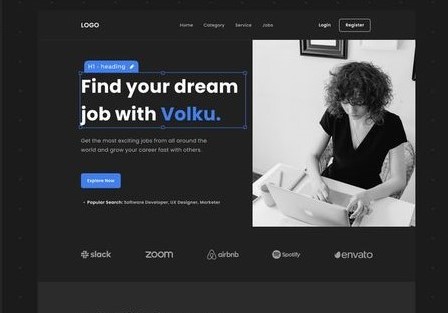 LOGO
Home Category Service Jobs
Login Register
H1 - heading
Find your dream
job with Volku.
Get the most exciting jobs from all around the
world and grow your career fast with others.
Explore Now
• Popular Search: Software Developer, UX Designer, Marketer
slack zoom airbnb Spotify envato